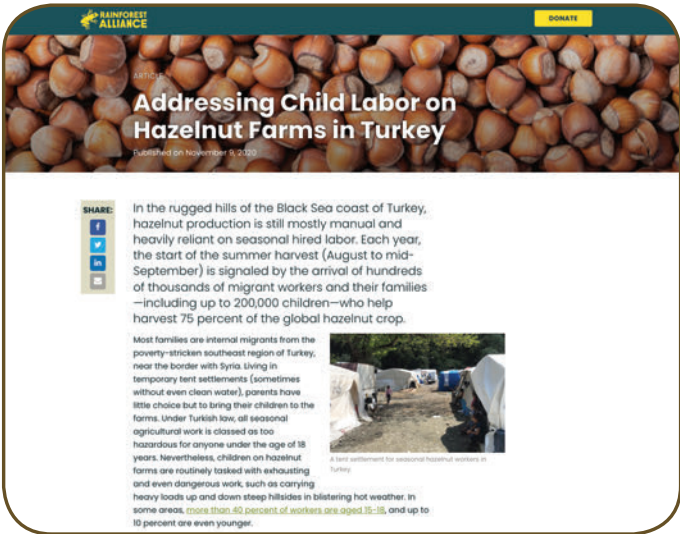 RAINFOREST
ALLIANCE
DONATE
ARTICLE
Addressing Child Labor on
Hazelnut Farms in Turkey
Published on November 9, 2020
SHARE:
In the rugged hills of the Black Sea coast of Turkey,
hazelnut production is still mostly manual and
heavily reliant on seasonal hired labor. Each year,
the start of the summer harvest (August to mid-
September) is signaled by the arrival of hundreds
of thousands of migrant workers and their families
—including up to 200,000 children—who help
harvest 75 percent of the global hazelnut crop.
Most families are internal migrants from the
poverty-stricken southeast region of Turkey,
near the border with Syria. Living in
temporary tent settlements (sometimes
without even clean water), parents have
little choice but to bring their children to the
farms. Under Turkish law, all seasonal
agricultural work is classed as too
hazardous for anyone under the age of 18
years. Nevertheless, children on hazelnut
farms are routinely tasked with exhausting
and even dangerous work, such as carrying
heavy loads up and down steep hillsides in blistering hot weather. In
some areas, more than 40 percent of workers are aged 15-18, and up to
10 percent are even younger.
A tent settlement for seasonal hazelnut workers in
Turkey.